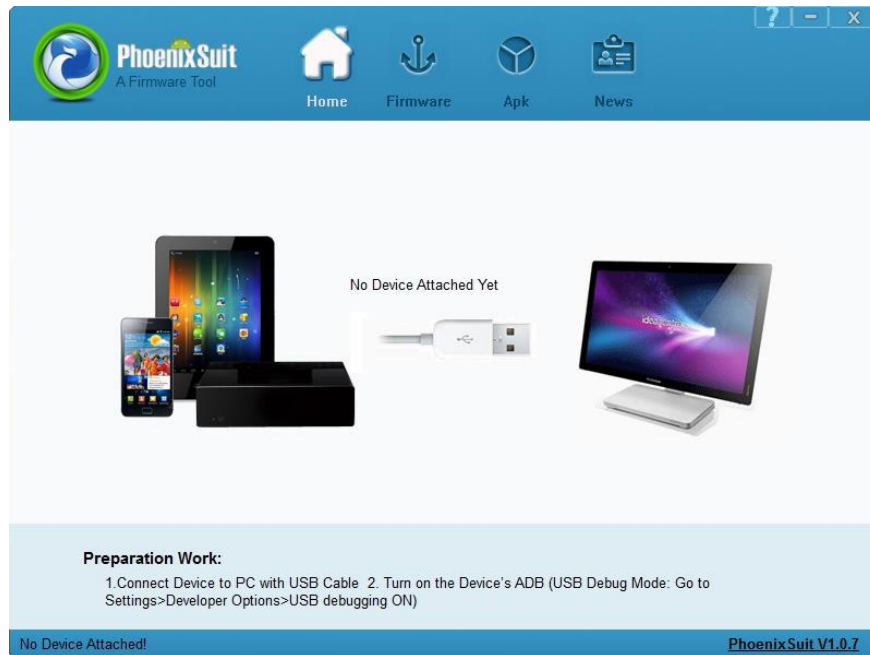 ? - x
PhoenixSuit
A Firmware Tool
Home Firmware Apk News
No Device Attached Yet
Preparation Work:
1.Connect Device to PC with USB Cable 2. Turn on the Device's ADB (USB Debug Mode: Go to
Settings>Developer Options>USB debugging ON)
No Device Attached!
PhoenixSuit V1.0.7